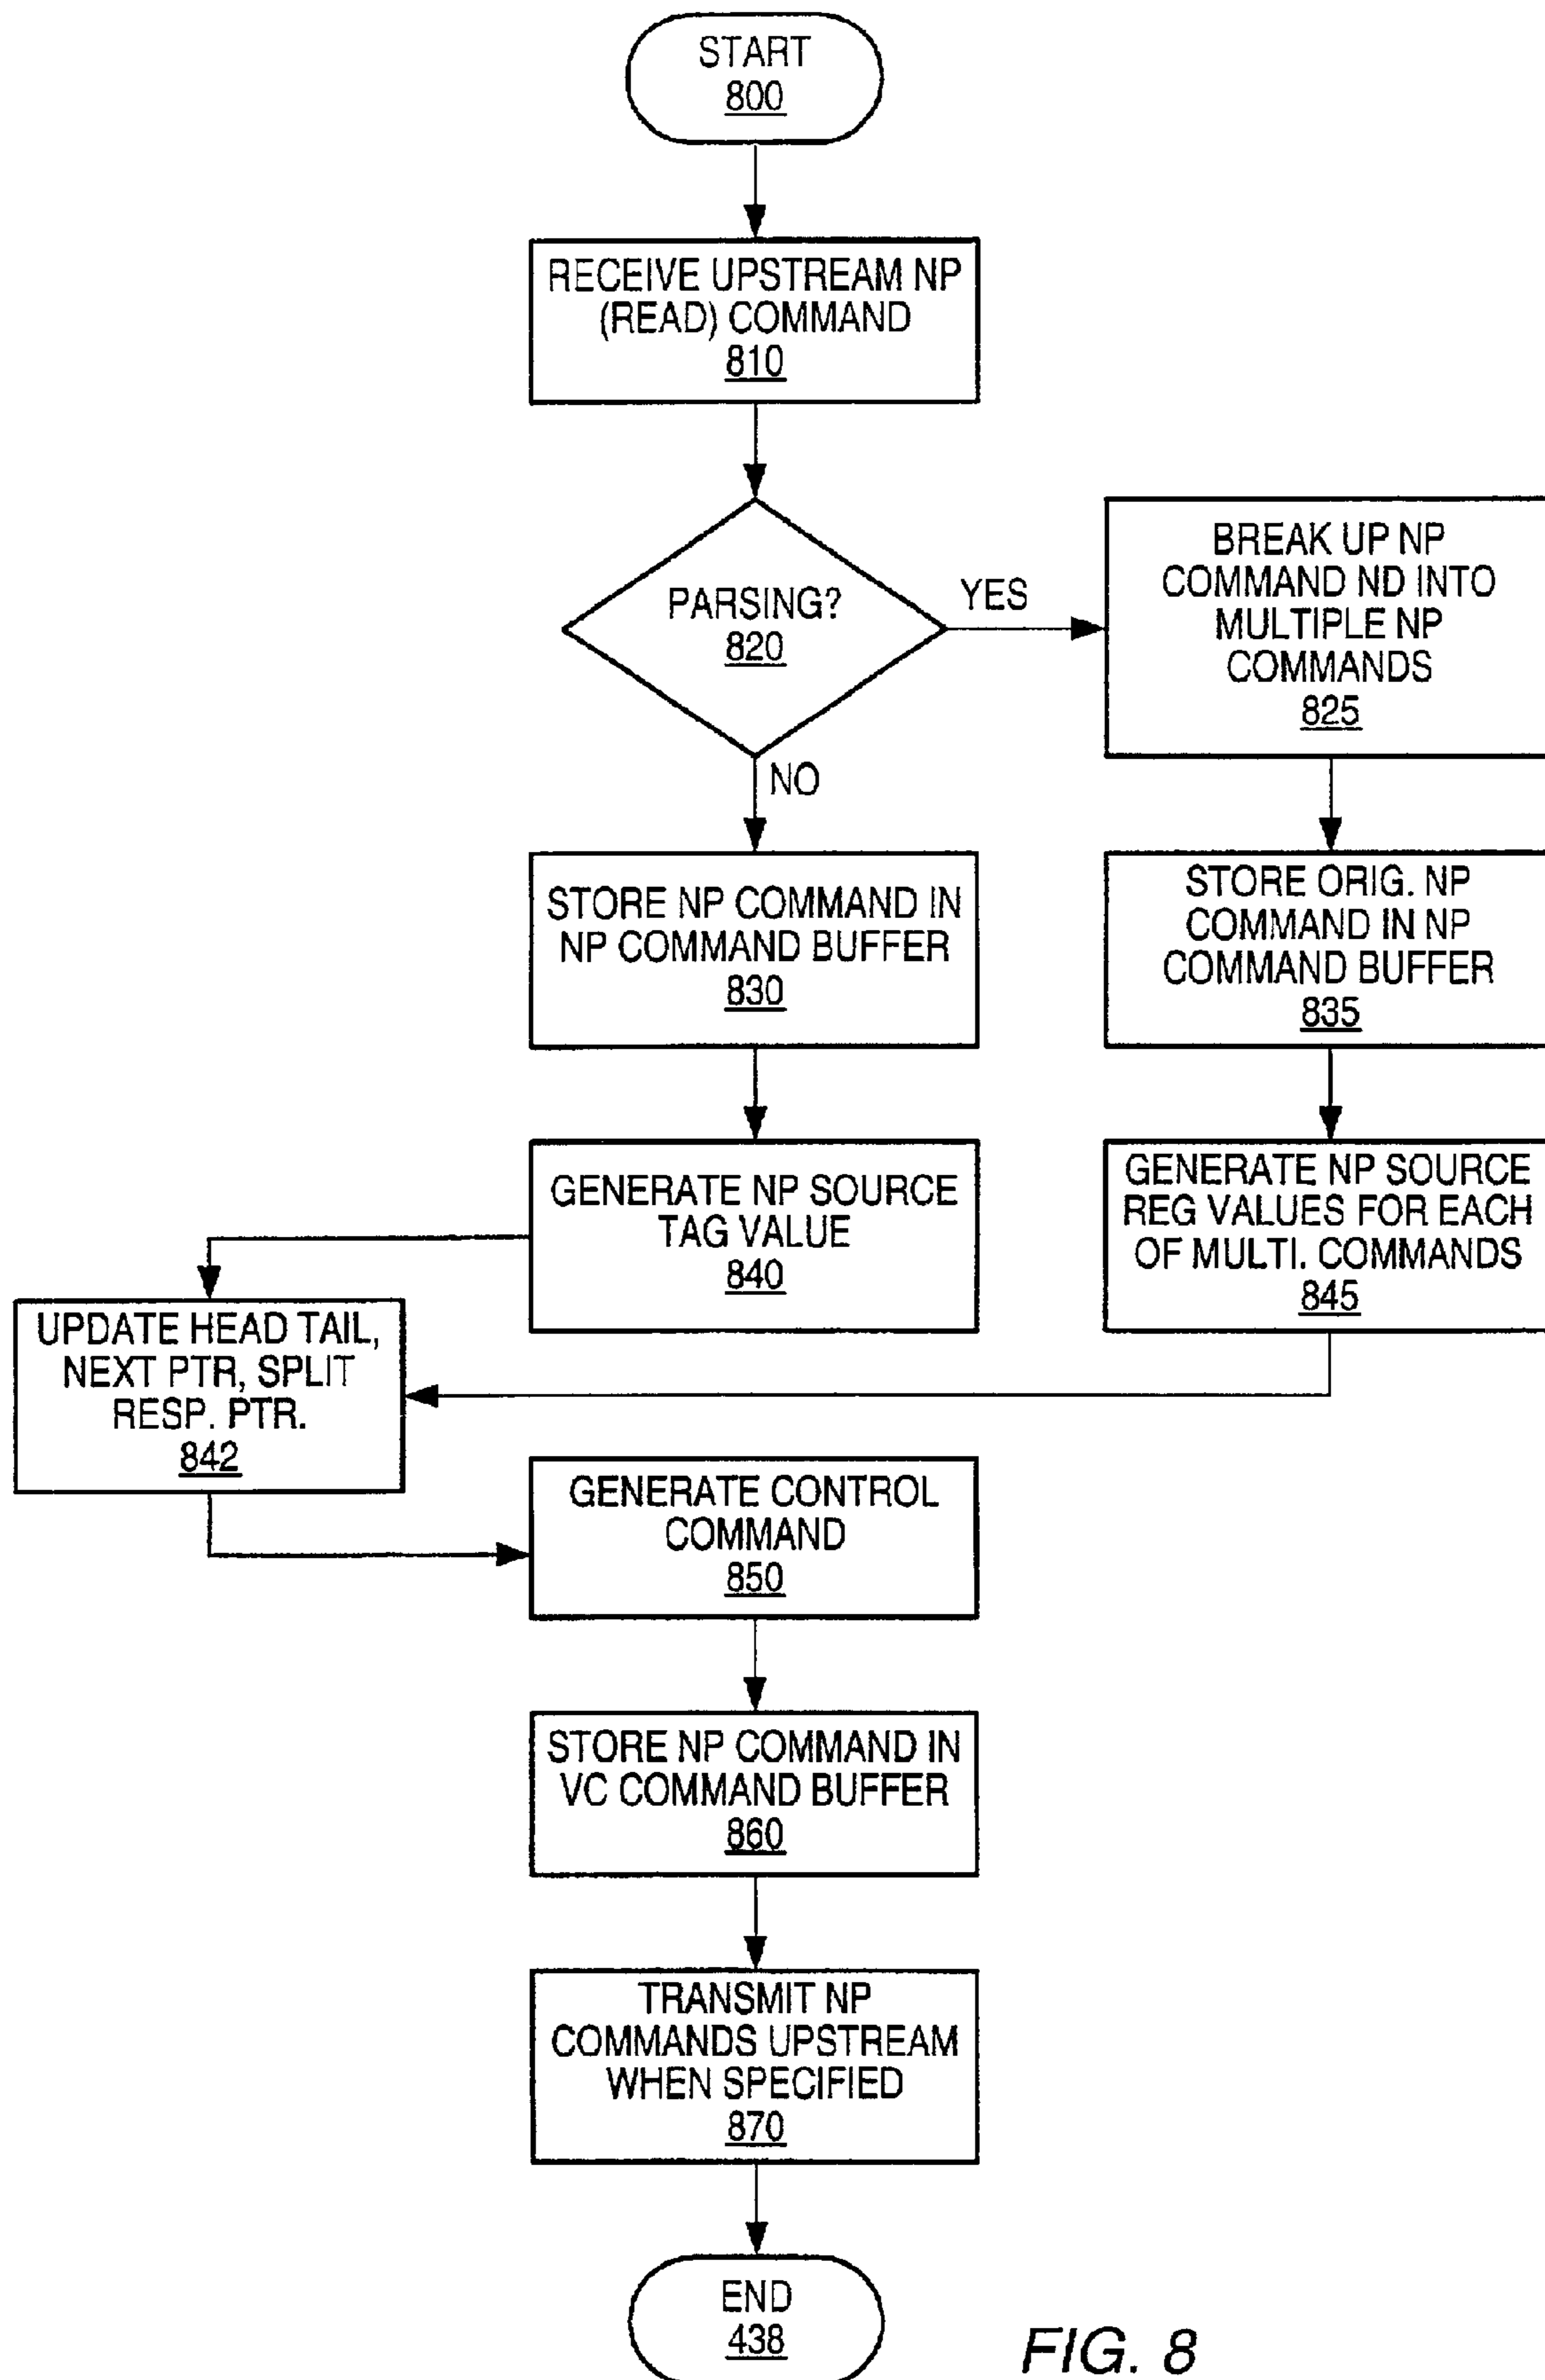 START
800
RECEIVE UPSTREAM NP
(READ) COMMAND
810
PARSING?
820
YES
BREAK UP NP
COMMAND ND INTO
MULTIPLE NP
COMMANDS
825
NO
STORE NP COMMAND IN
NP COMMAND BUFFER
830
STORE ORIG. NP
COMMAND IN NP
COMMAND BUFFER
835
GENERATE NP SOURCE
TAG VALUE
840
GENERATE NP SOURCE
REG VALUES FOR EACH
OF MULTI. COMMANDS
845
UPDATE HEAD TAIL,
NEXT PTR, SPLIT
RESP. PTR.
842
GENERATE CONTROL
COMMAND
850
STORE NP COMMAND IN
VC COMMAND BUFFER
860
TRANSMIT NP
COMMANDS UPSTREAM
WHEN SPECIFIED
870
END
438
FIG. 8